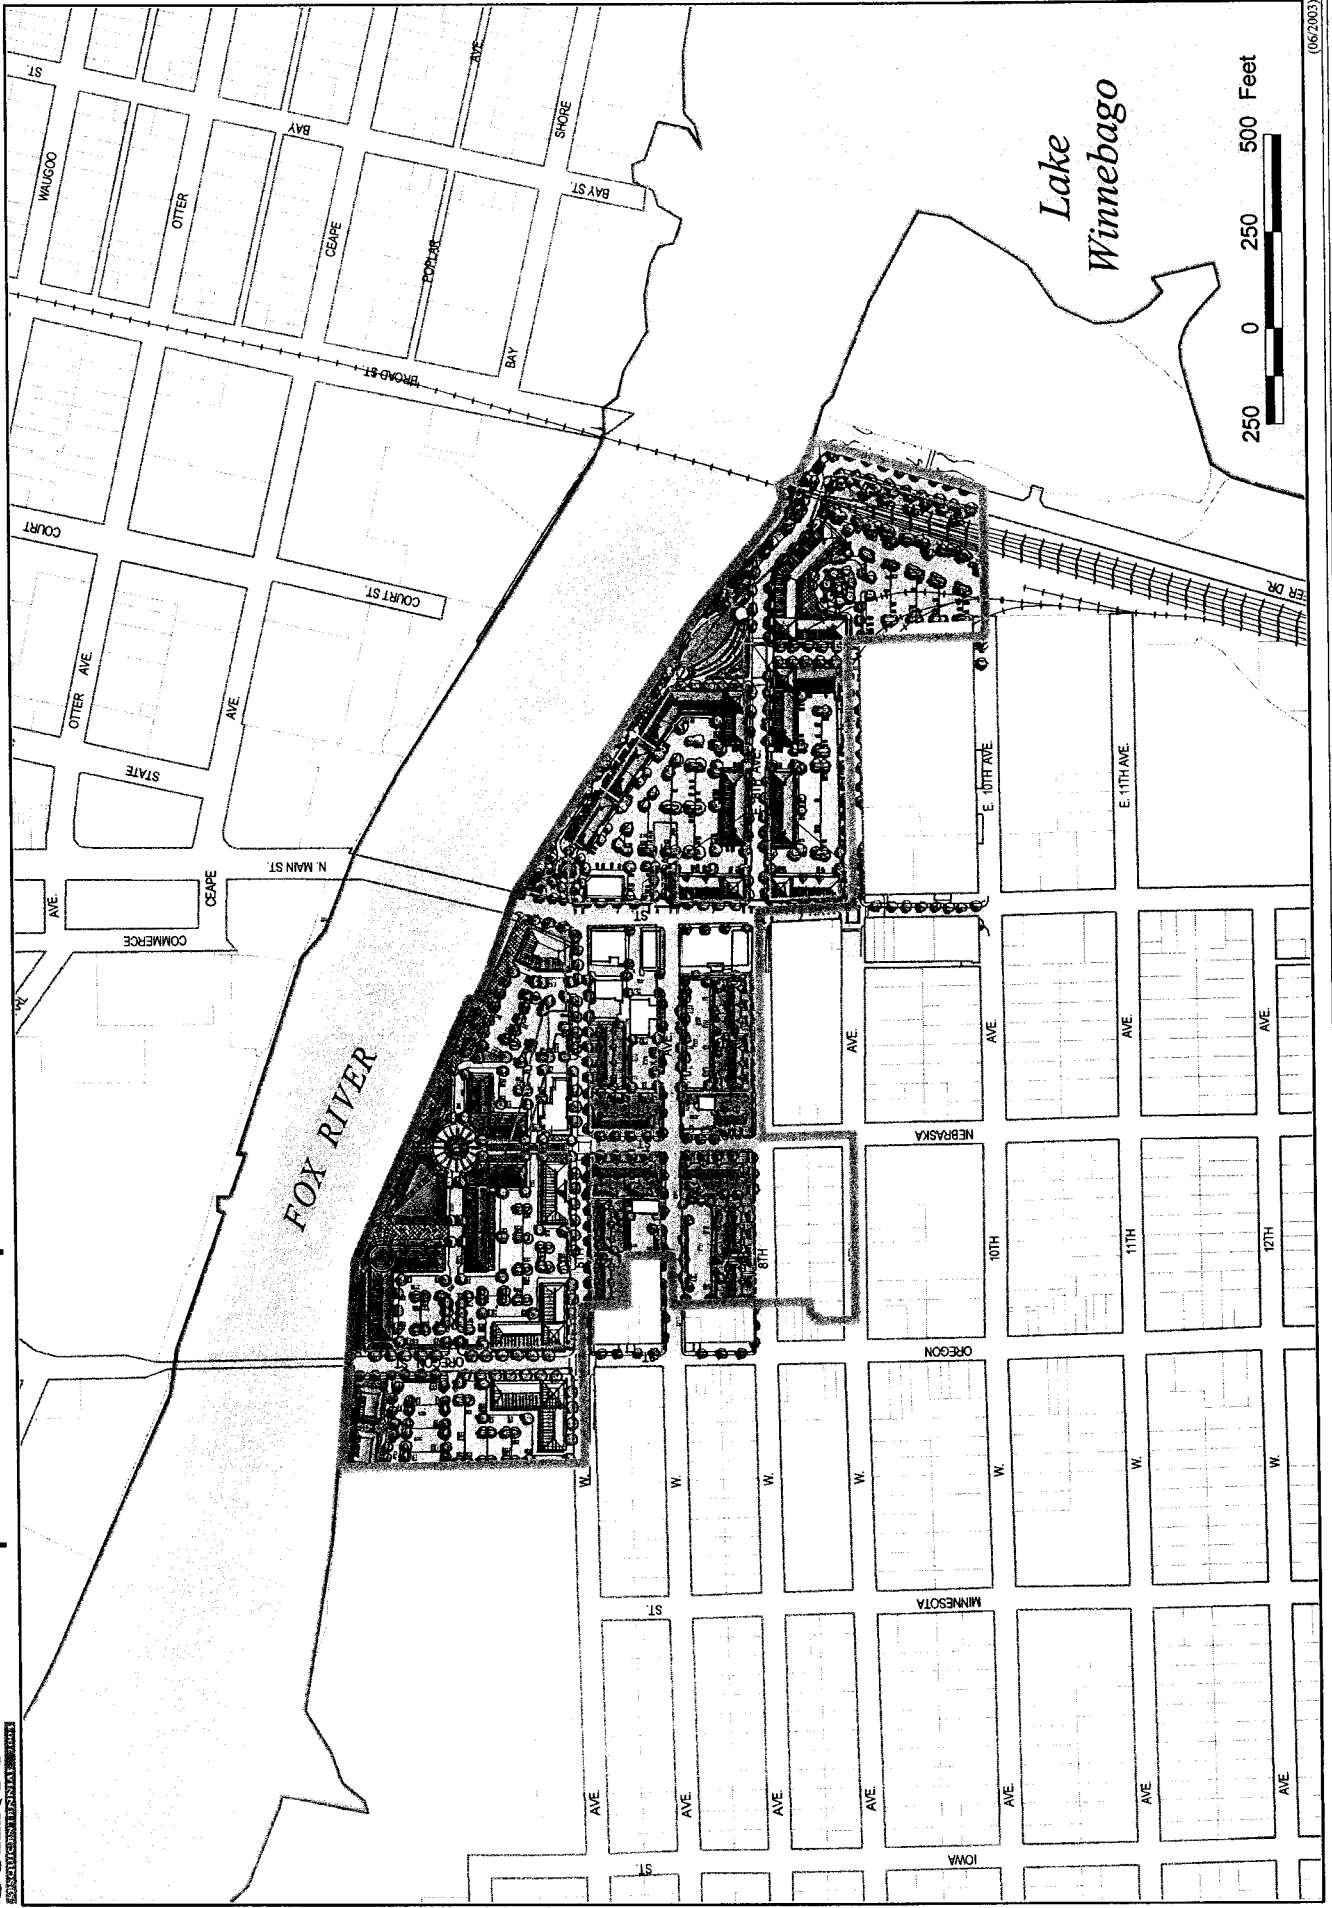 (06/2003)
ST.
WAUGOO
BAY
AVE.
OTTER
SHORE
CEAPE
BAY ST.
POPLAR
BAY
BROAD ST.
Lake
Winnebago
250 0 250 500 Feet
COURT
COURT ST.
OTTER AVE.
AVE.
STATE
N. MAIN ST.
AVE.
CEAPE
COMMERCE
FOX RIVER
ER DR.
E. 10TH AVE.
E. 11TH AVE.
ST.
AVE.
AVE.
AVE.
AVE.
NEBRASKA
8TH
10TH
11TH
12TH
OREGON ST.
ST.
OREGON
W.
W.
W.
W.
W.
W.
W.
ST.
MINNESOTA
AVE.
AVE.
AVE.
AVE.
AVE.
AVE.
AVE.
ST.
IOWA